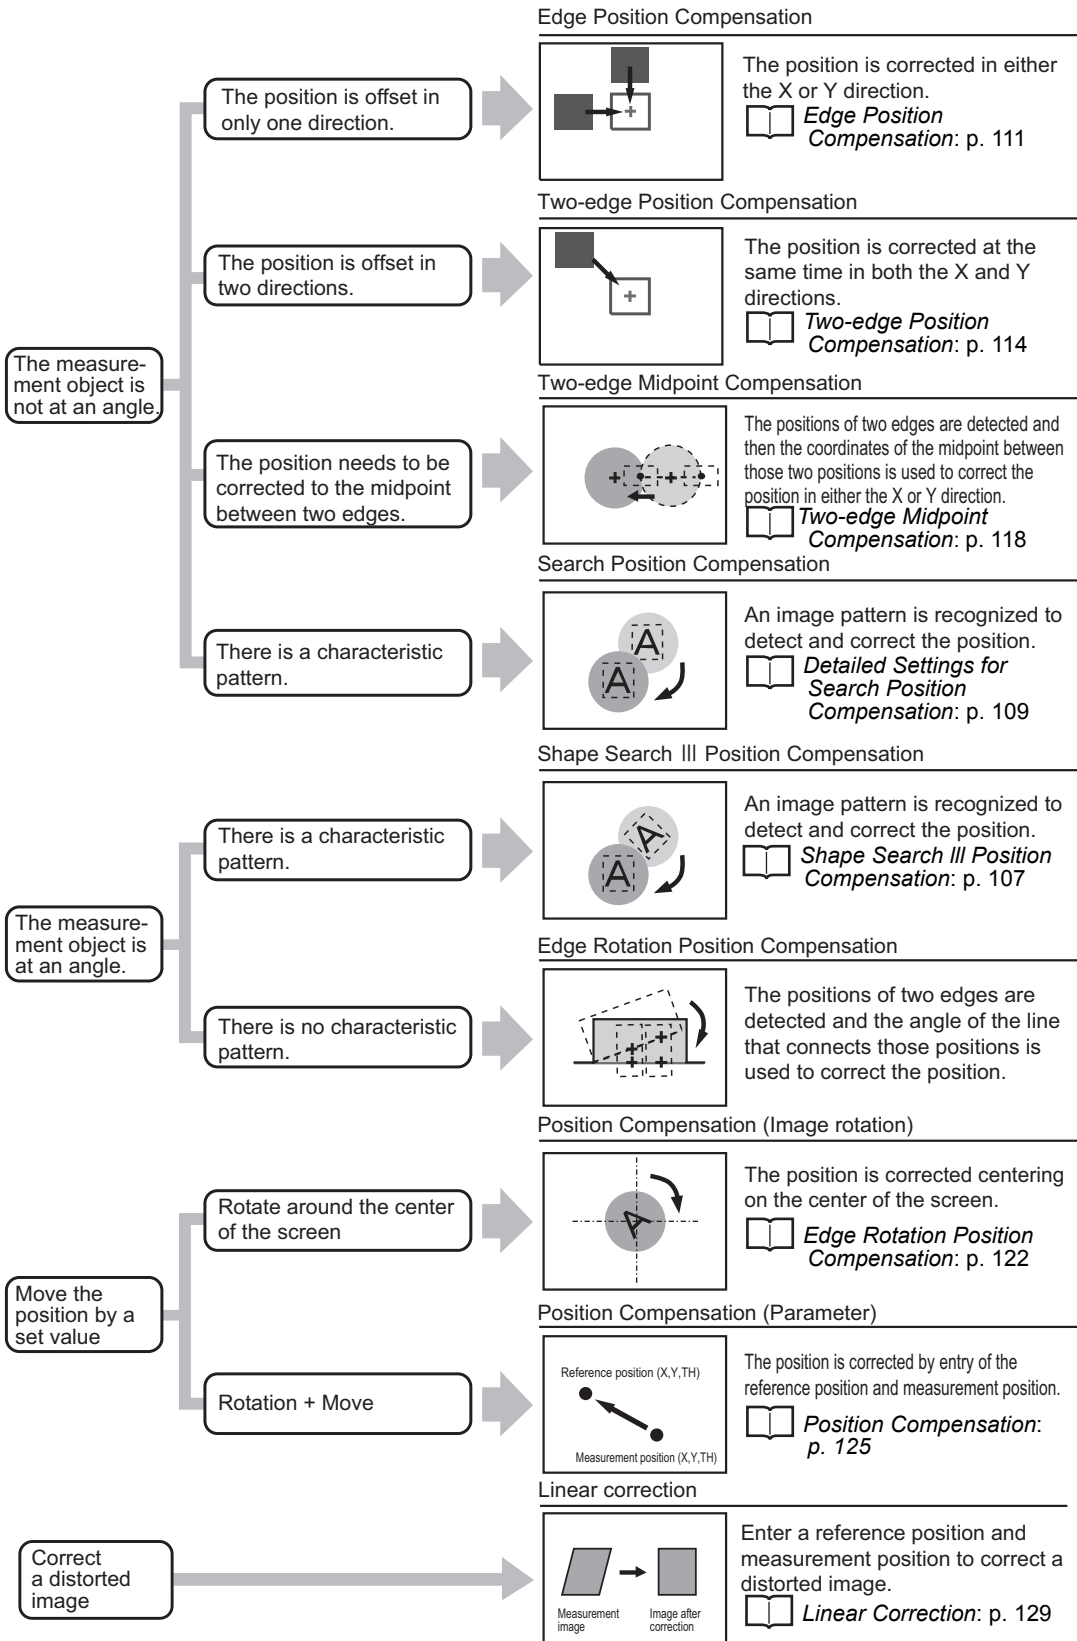 Edge Position Compensation
The position is offset in
only one direction.
The position is corrected in either
the X or Y direction.
Edge Position
Compensation: p. 111
Two-edge Position Compensation
The position is offset in
two directions.
The position is corrected at the
same time in both the X and Y
directions.
Two-edge Position
Compensation: p. 114
The measure-
ment object is
not at an angle.
Two-edge Midpoint Compensation
The position needs to be
corrected to the midpoint
between two edges.
The positions of two edges are detected and
then the coordinates of the midpoint between
those two positions is used to correct the
position in either the X or Y direction.
Two-edge Midpoint
Compensation: p. 118
Search Position Compensation
There is a characteristic
pattern.
A
A
An image pattern is recognized to
detect and correct the position.
Detailed Settings for
Search Position
Compensation: p. 109
Shape Search III Position Compensation
There is a characteristic
pattern.
A
A
An image pattern is recognized to
detect and correct the position.
Shape Search III Position
Compensation: p. 107
The measure-
ment object is
at an angle.
Edge Rotation Position Compensation
There is no characteristic
pattern.
The positions of two edges are
detected and the angle of the line
that connects those positions is
used to correct the position.
Position Compensation (Image rotation)
Rotate around the center
of the screen
A
The position is corrected centering
on the center of the screen.
Edge Rotation Position
Compensation: p. 122
Move the
position by a
set value
Position Compensation (Parameter)
Rotation + Move
Reference position (X,Y,TH)
Measurement position (X,Y,TH)
The position is corrected by entry of the
reference position and measurement position.
Position Compensation:
p. 125
Linear correction
Correct
a distorted
image
Measurement
image
Image after
correction
Enter a reference position and
measurement position to correct a
distorted image.
Linear Correction: p. 129